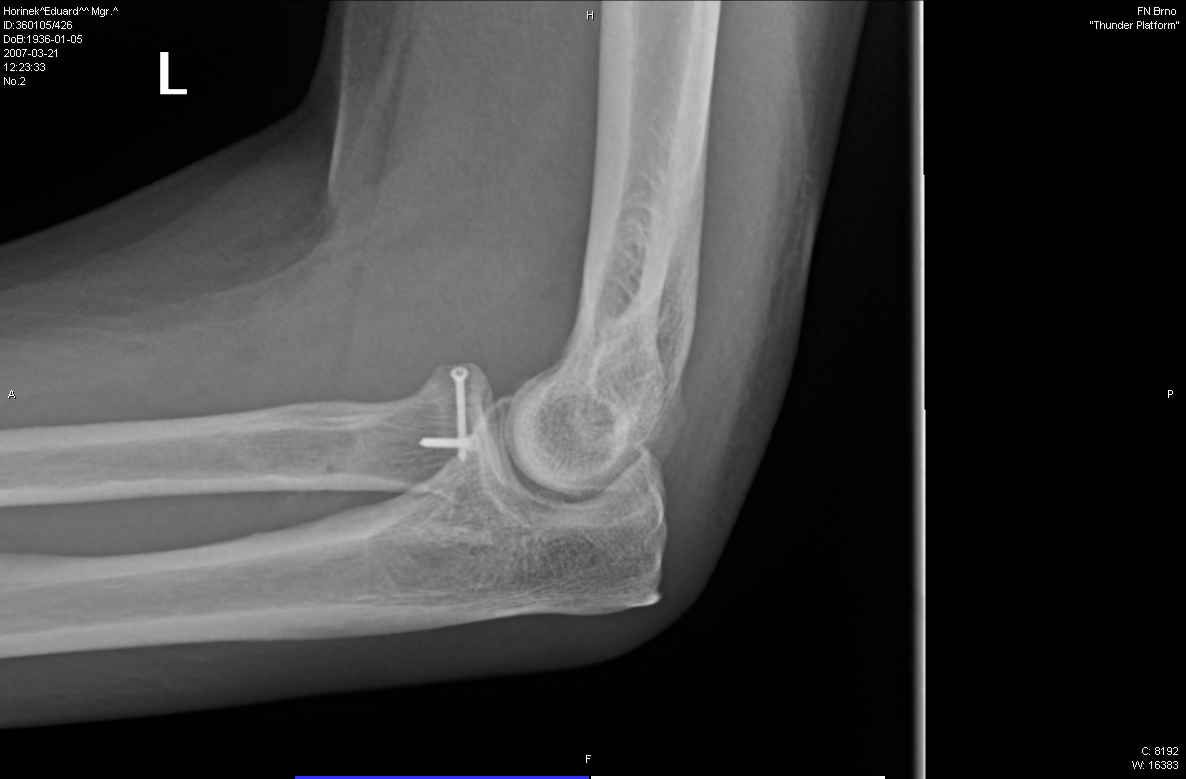 Horinek^Eduard^^ Mgr.^
ID:360105/426
DoB:1936-01-05
2007-03-21
12:23:33
No.2
L
H
FN Brno
"Thunder Platform"
A
P
F
C: 8192
W: 16383